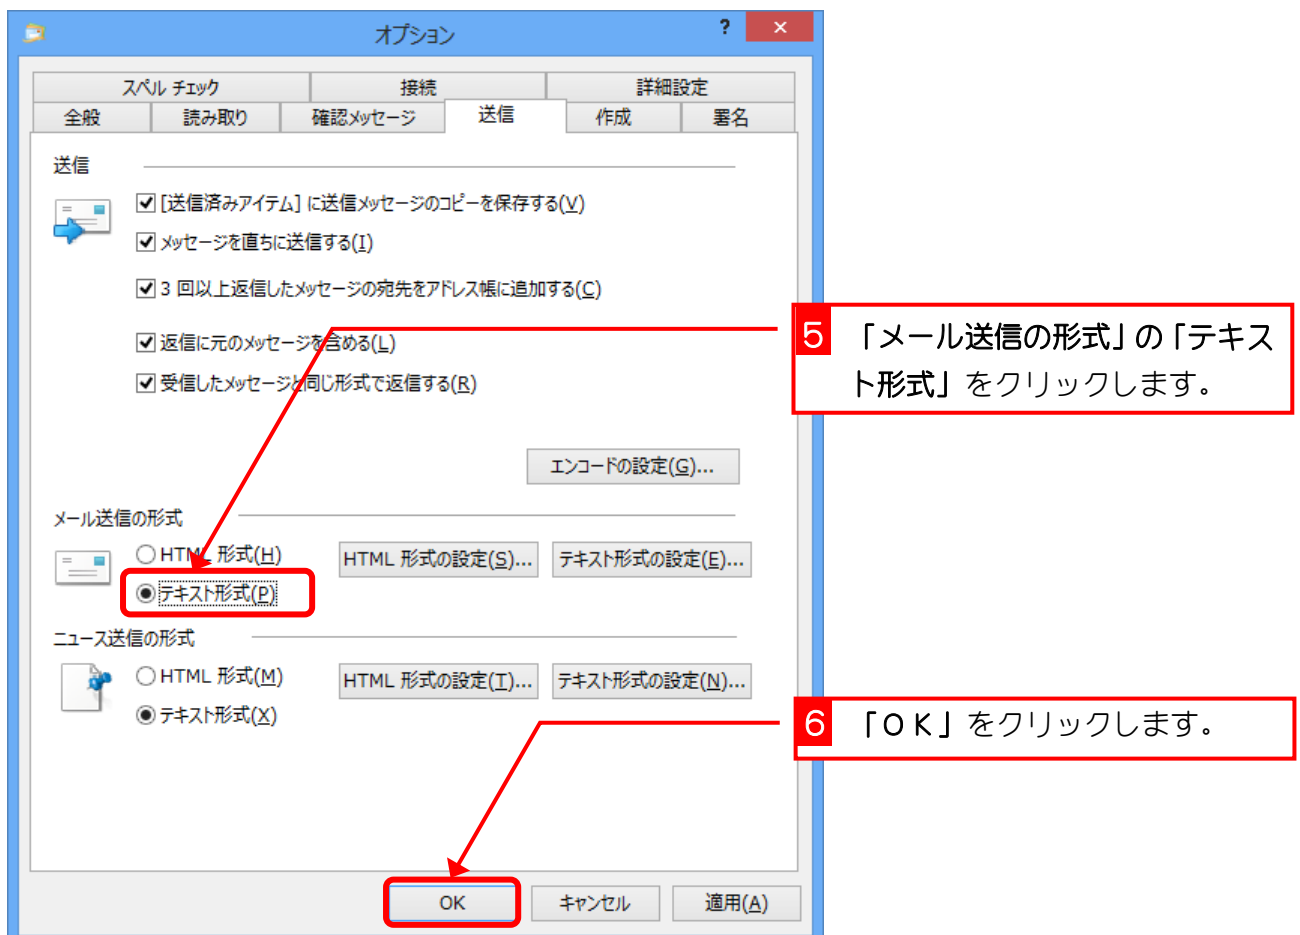 オプション
?
×
スペル チェック
接続
詳細設定
全般
読み取り
確認メッセージ
送信
作成
署名
送信
[送信済みアイテム] に送信メッセージのコピーを保存する(V)
メッセージを直ちに送信する(I)
3 回以上返信したメッセージの宛先をアドレス帳に追加する(C)
返信に元のメッセージを含める(L)
受信したメッセージと同じ形式で返信する(R)
エンコードの設定(G)...
メール送信の形式
HTML 形式(H)
HTML 形式の設定(S)...
テキスト形式の設定(E)...
テキスト形式(P)
ニュース送信の形式
HTML 形式(M)
HTML 形式の設定(T)...
テキスト形式の設定(N)...
テキスト形式(X)
OK
キャンセル
適用(A)
5 「メール送信の形式」の「テキス
ト形式」をクリックします。
6 「ＯＫ」をクリックします。